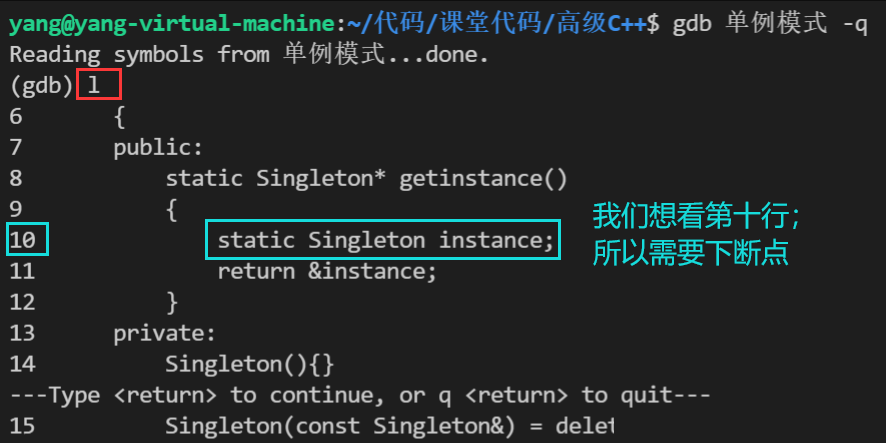 yang@yang-virtual-machine:~/代码/课堂代码/高级C++$ gdb 单例模式 -q
Reading symbols from 单例模式...done.
(gdb) l
6       {
7       public:
8           static Singleton* getinstance()
9           {
10              static Singleton instance;
11              return &instance;
12          }
13      private:
14          Singleton(){}
---Type <return> to continue, or q <return> to quit---
15          Singleton(const Singleton&) = delet
我们想看第十行；
所以需要下断点